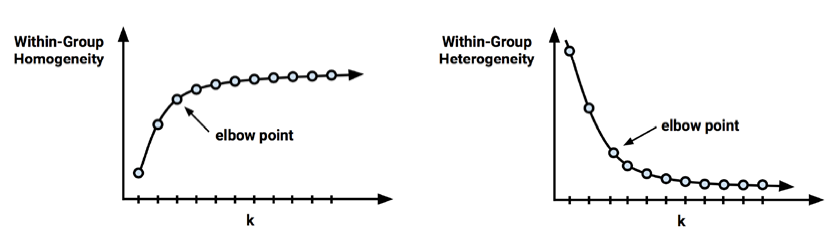 Within-Group
Homogeneity
elbow point
k
Within-Group
Heterogeneity
elbow point
k